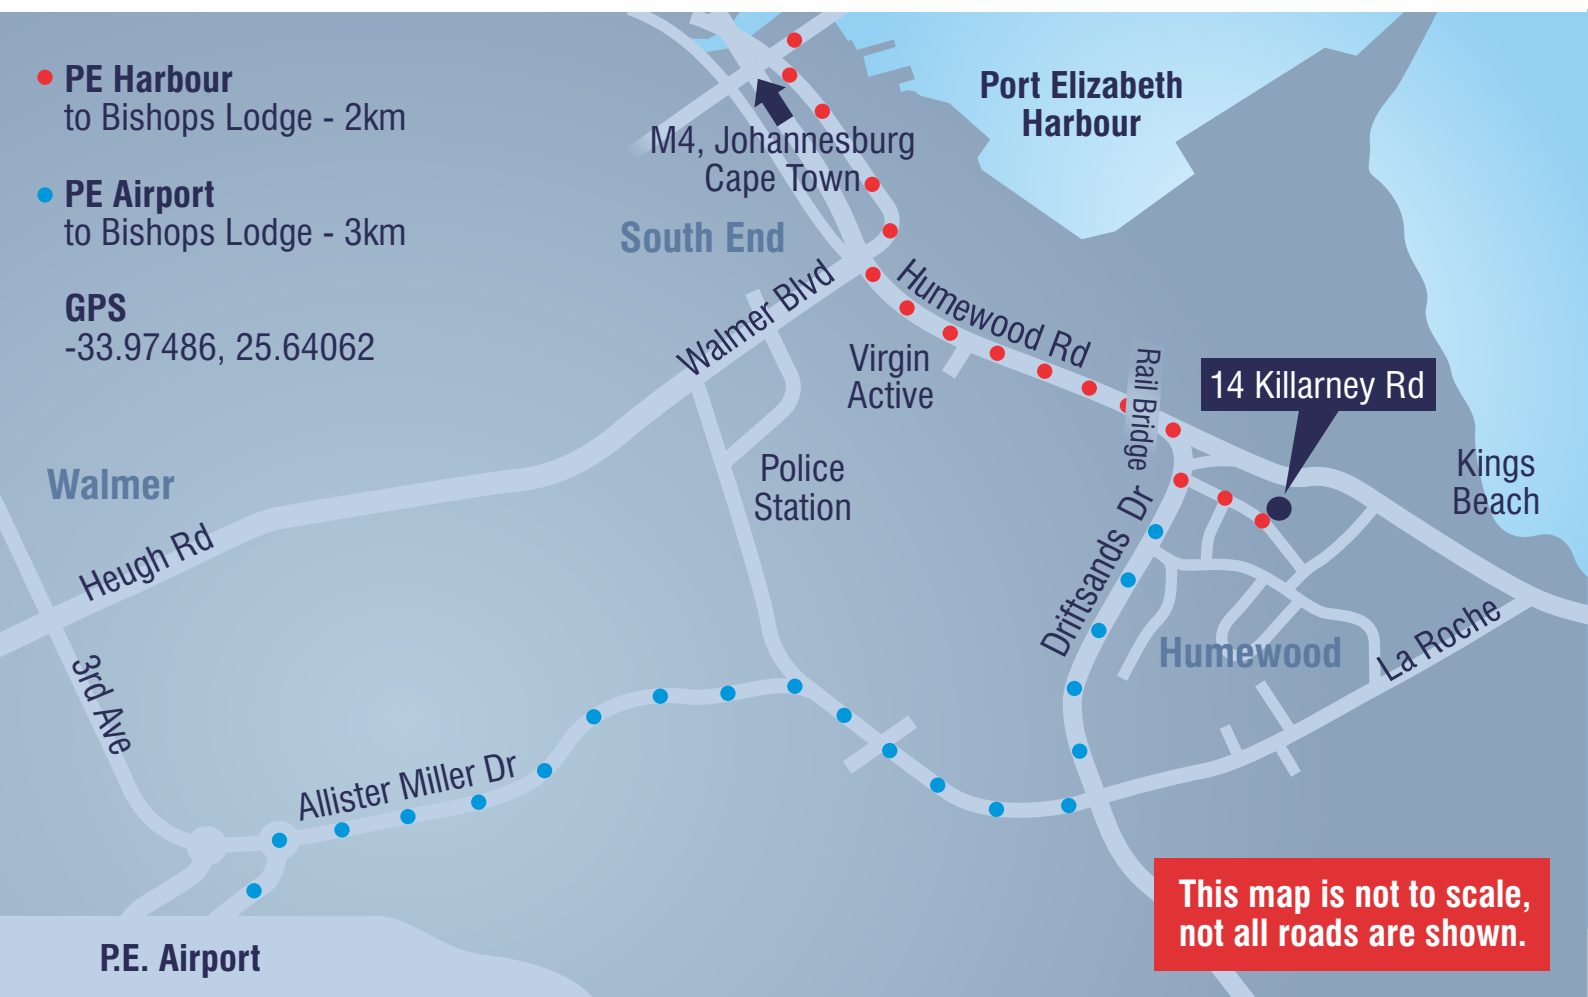 PE Harbour
to Bishops Lodge - 2km
PE Airport
to Bishops Lodge - 3km
GPS
-33.97486, 25.64062
Port Elizabeth
Harbour
M4, Johannesburg
Cape Town
South End
Walmer Blvd
Humewood Rd
Virgin
Active
Rail Bridge
14 Killarney Rd
Kings
Beach
Police
Station
Walmer
Heugh Rd
Driftsands Dr
Humewood
La Roche
3rd Ave
Allister Miller Dr
P.E. Airport
This map is not to scale,
not all roads are shown.